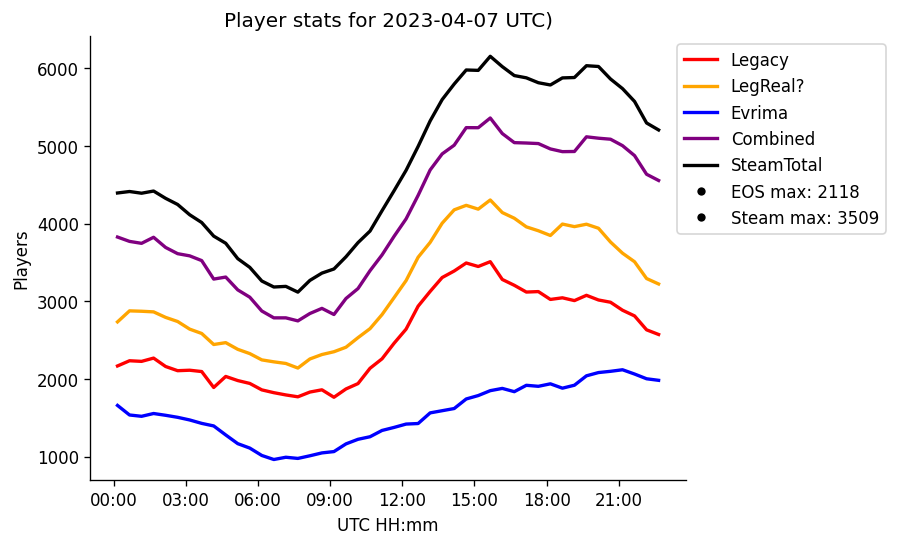 Player stats for 2023-04-07 UTC)
Legacy
LegReal?
Evrima
Combined
SteamTotal
EOS max: 2118
Steam max: 3509
Players
6000
5000
4000
3000
2000
1000
00:00 03:00 06:00 09:00 12:00 15:00 18:00 21:00
UTC HH:mm